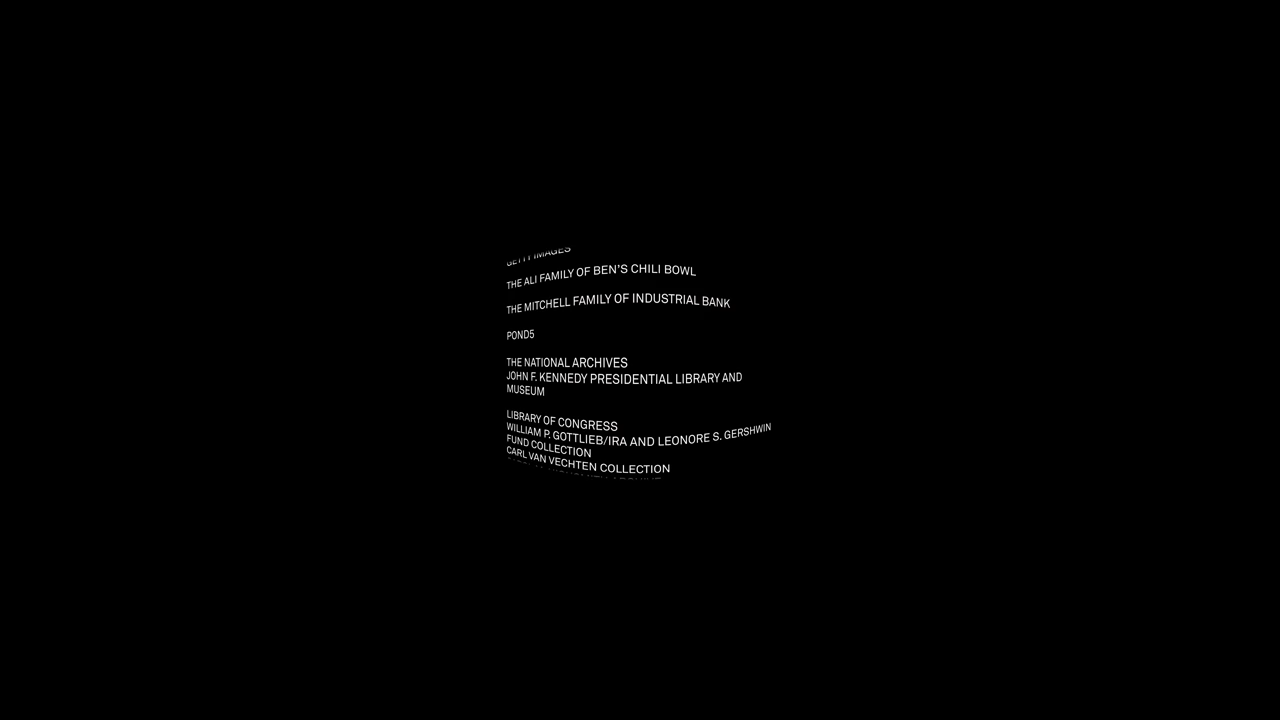 GETTY IMAGES
THE ALI FAMILY OF BEN'S CHILI BOWL
THE MITCHELL FAMILY OF INDUSTRIAL BANK
POND5
THE NATIONAL ARCHIVES
JOHN F. KENNEDY PRESIDENTIAL LIBRARY AND
MUSEUM
LIBRARY OF CONGRESS
WILLIAM P. GOTTLIEB/IRA AND LEONORE S. GERSHWIN
FUND COLLECTION
CARL VAN VECHTEN COLLECTION